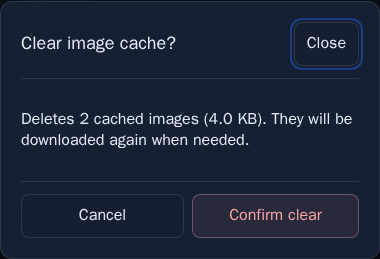 Clear image cache?
Close
Deletes 2 cached images (4.0 KB). They will be
downloaded again when needed.
Cancel
Confirm clear